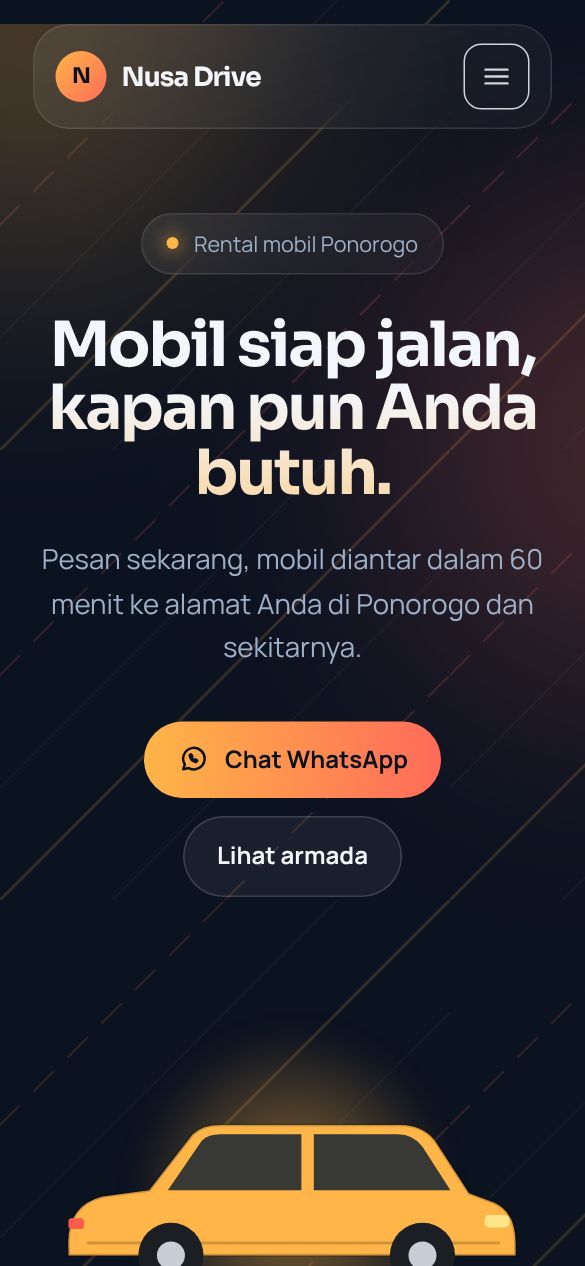 N
Nusa Drive
Rental mobil Ponorogo
Mobil siap jalan,
kapan pun Anda
butuh.
Pesan sekarang, mobil diantar dalam 60
menit ke alamat Anda di Ponorogo dan
sekitarnya.
Chat WhatsApp
Lihat armada